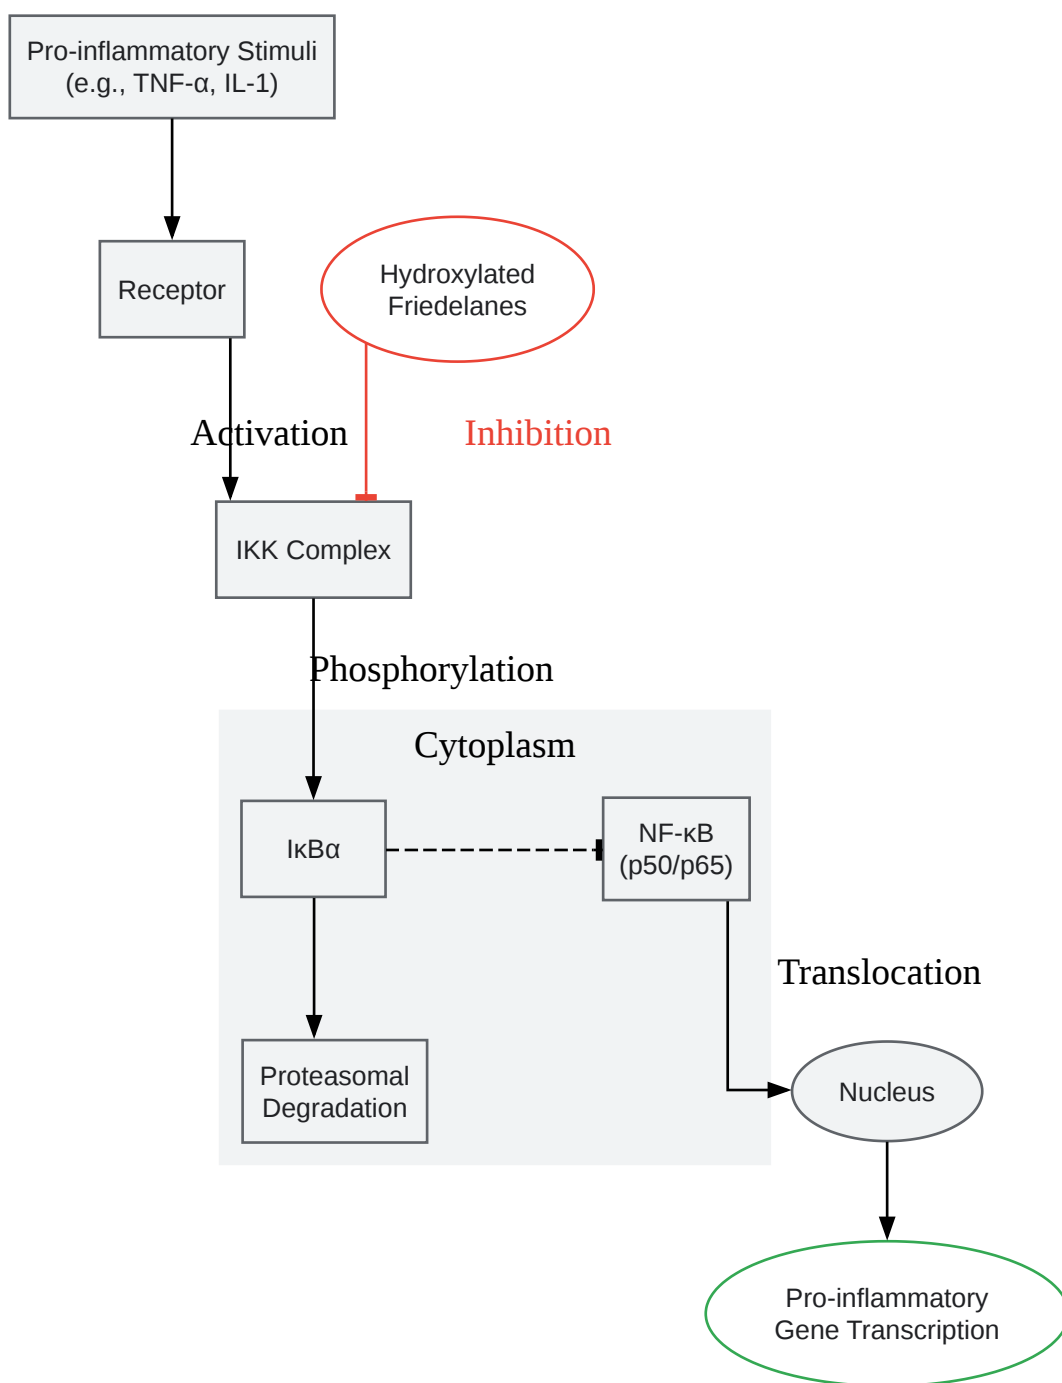 Pro-inflammatory Stimuli
(e.g., TNF-α, IL-1)
Receptor
Hydroxylated
Friedelanes
Activation
Inhibition
IKK Complex
Phosphorylation
Cytoplasm
IκBα
NF-κB
(p50/p65)
Translocation
Proteasomal
Degradation
Nucleus
Pro-inflammatory
Gene Transcription